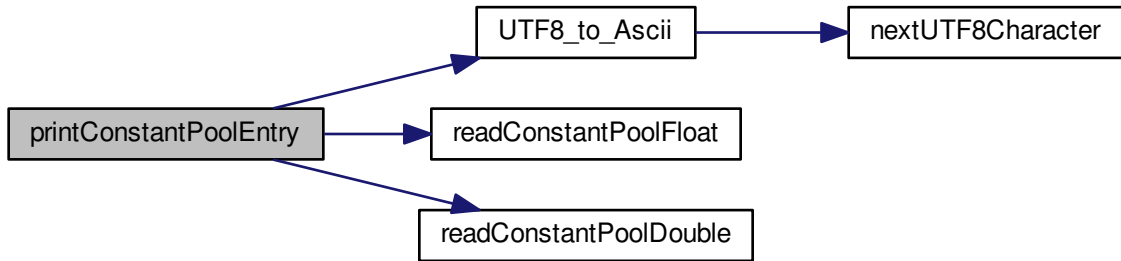 UTF8_to_Ascii
nextUTF8Character
printConstantPoolEntry
readConstantPoolFloat
readConstantPoolDouble